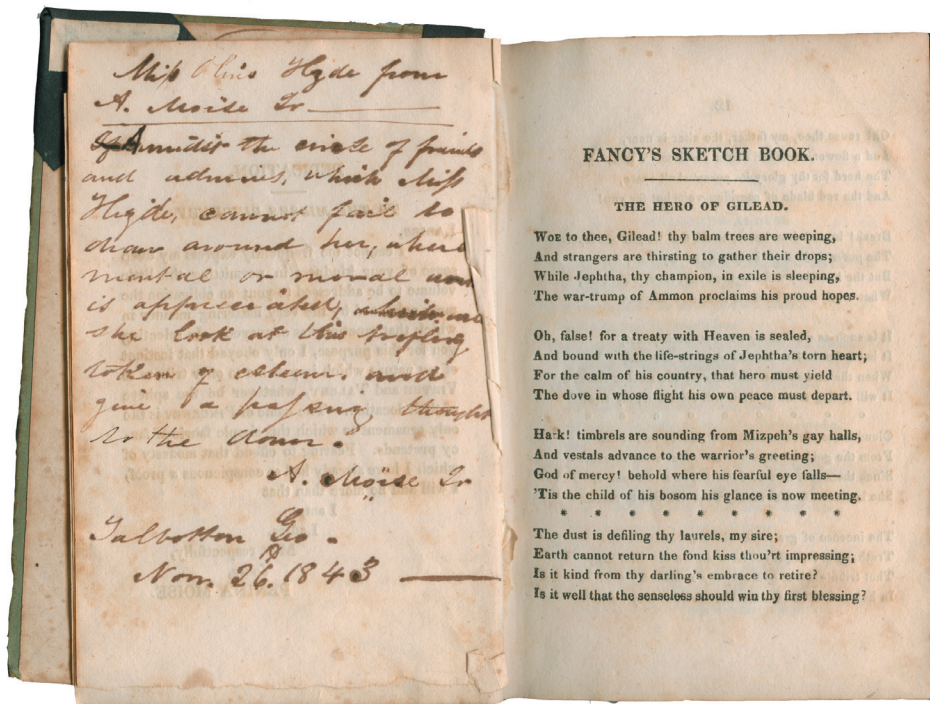 Miss Hyde from
A. Moïse Jr
Amidst the circle of friends
and admires, which Miss
Hyde, cannot fail to
draw around her, where
mental or moral
is appreciated,
she look at this trifling
token of esteem, and
give a passing thought
to the donor.
A. Moïse Jr
Talbotton Geo.
Nov. 26. 1843
FANCY'S SKETCH BOOK.
THE HERO OF GILEAD.
WOE to thee, Gilead! thy balm trees are weeping,
And strangers are thirsting to gather their drops;
While Jephtha, thy champion, in exile is sleeping,
The war-trump of Ammon proclaims his proud hopes.
Oh, false! for a treaty with Heaven is sealed,
And bound with the life-strings of Jephtha's torn heart;
For the calm of his country, that hero must yield
The dove in whose flight his own peace must depart.
Hark! timbrels are sounding from Mizpeh's gay halls,
And vestals advance to the warrior's greeting;
God of mercy! behold where his fearful eye falls—
'Tis the child of his bosom his glance is now meeting.
* * * * * * * * *
The dust is defiling thy laurels, my sire;
Earth cannot return the fond kiss thou'rt impressing;
Is it kind from thy darling's embrace to retire?
Is it well that the senseless should win thy first blessing?